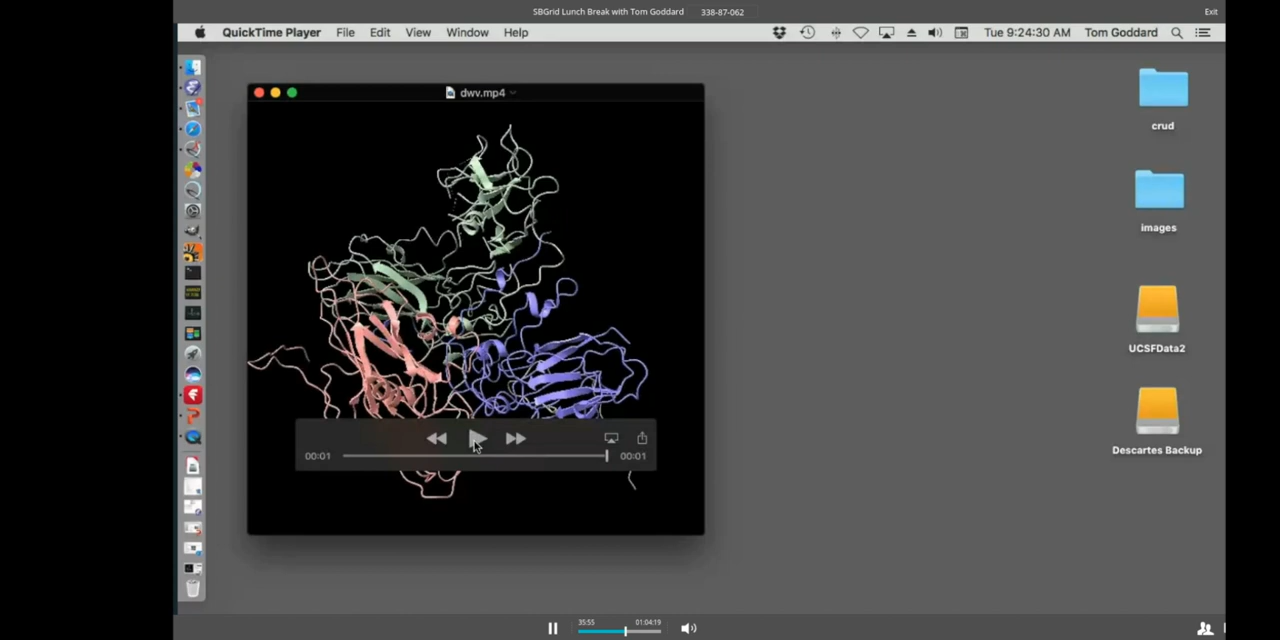 SBGrid Lunch Break with Tom Goddard 338-87-062 Exit
QuickTime Player File Edit View Window Help Tue 9:24:30 AM Tom Goddard
dwv.mp4
crud
images
UCSFData2
Descartes Backup
00:01 00:01
35:55 01:04:19